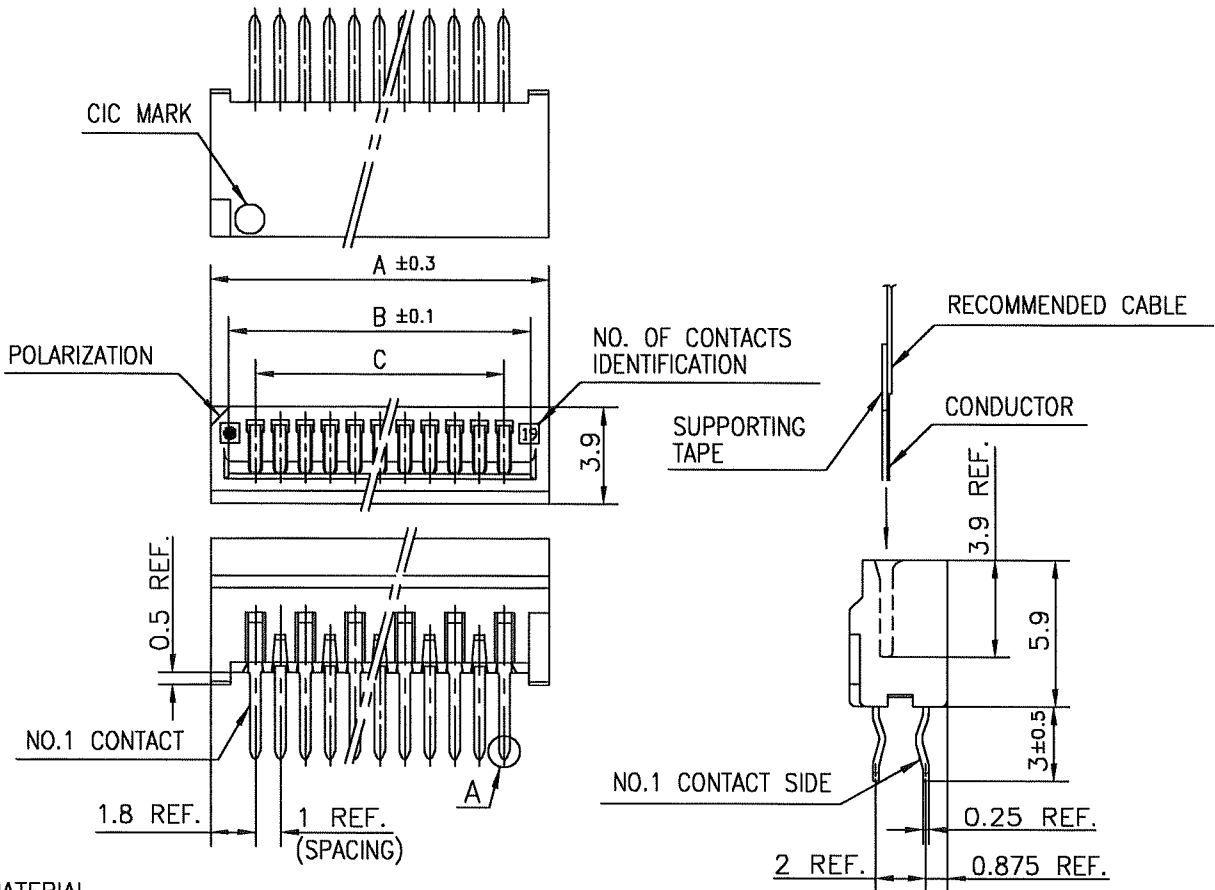 CIC MARK
A ±0.3
B ±0.1
C
POLARIZATION
NO. OF CONTACTS
IDENTIFICATION
19
3.9
RECOMMENDED CABLE
SUPPORTING
TAPE
CONDUCTOR
3.9 REF.
5.9
3±0.5
0.5 REF.
NO.1 CONTACT
A
1.8 REF.
1 REF.
(SPACING)
NO.1 CONTACT SIDE
0.25 REF.
2 REF.
0.875 REF.